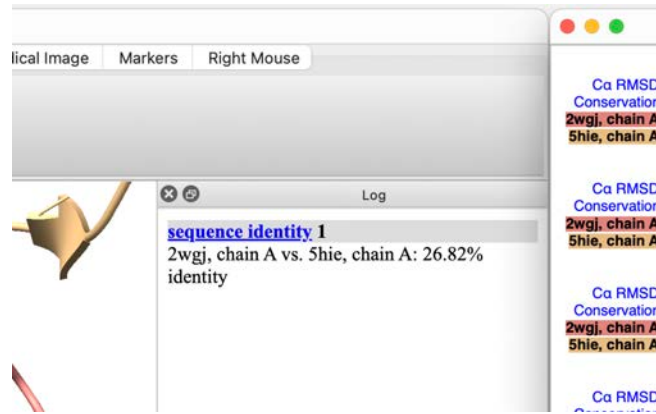 ical Image Markers Right Mouse
Log
sequence identity 1
2wgj, chain A vs. 5hie, chain A: 26.82%
identity
Cα RMSD
Conservation
2wgj, chain A
5hie, chain A
Cα RMSD
Conservation
2wgj, chain A
5hie, chain A
Cα RMSD
Conservation
2wgj, chain A
5hie, chain A
Cα RMSD
Conservation